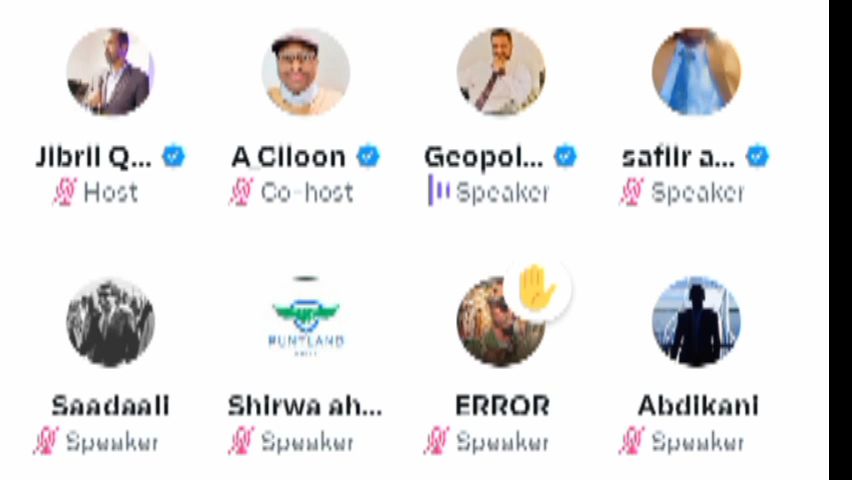 Jibril Q... A Ciloon Geopol... safiir a...
Host Co-host Speaker Speaker
PUNTLAND
Saadaali Shirwa ah... ERROR Abdikani
Speaker Speaker Speaker Speaker